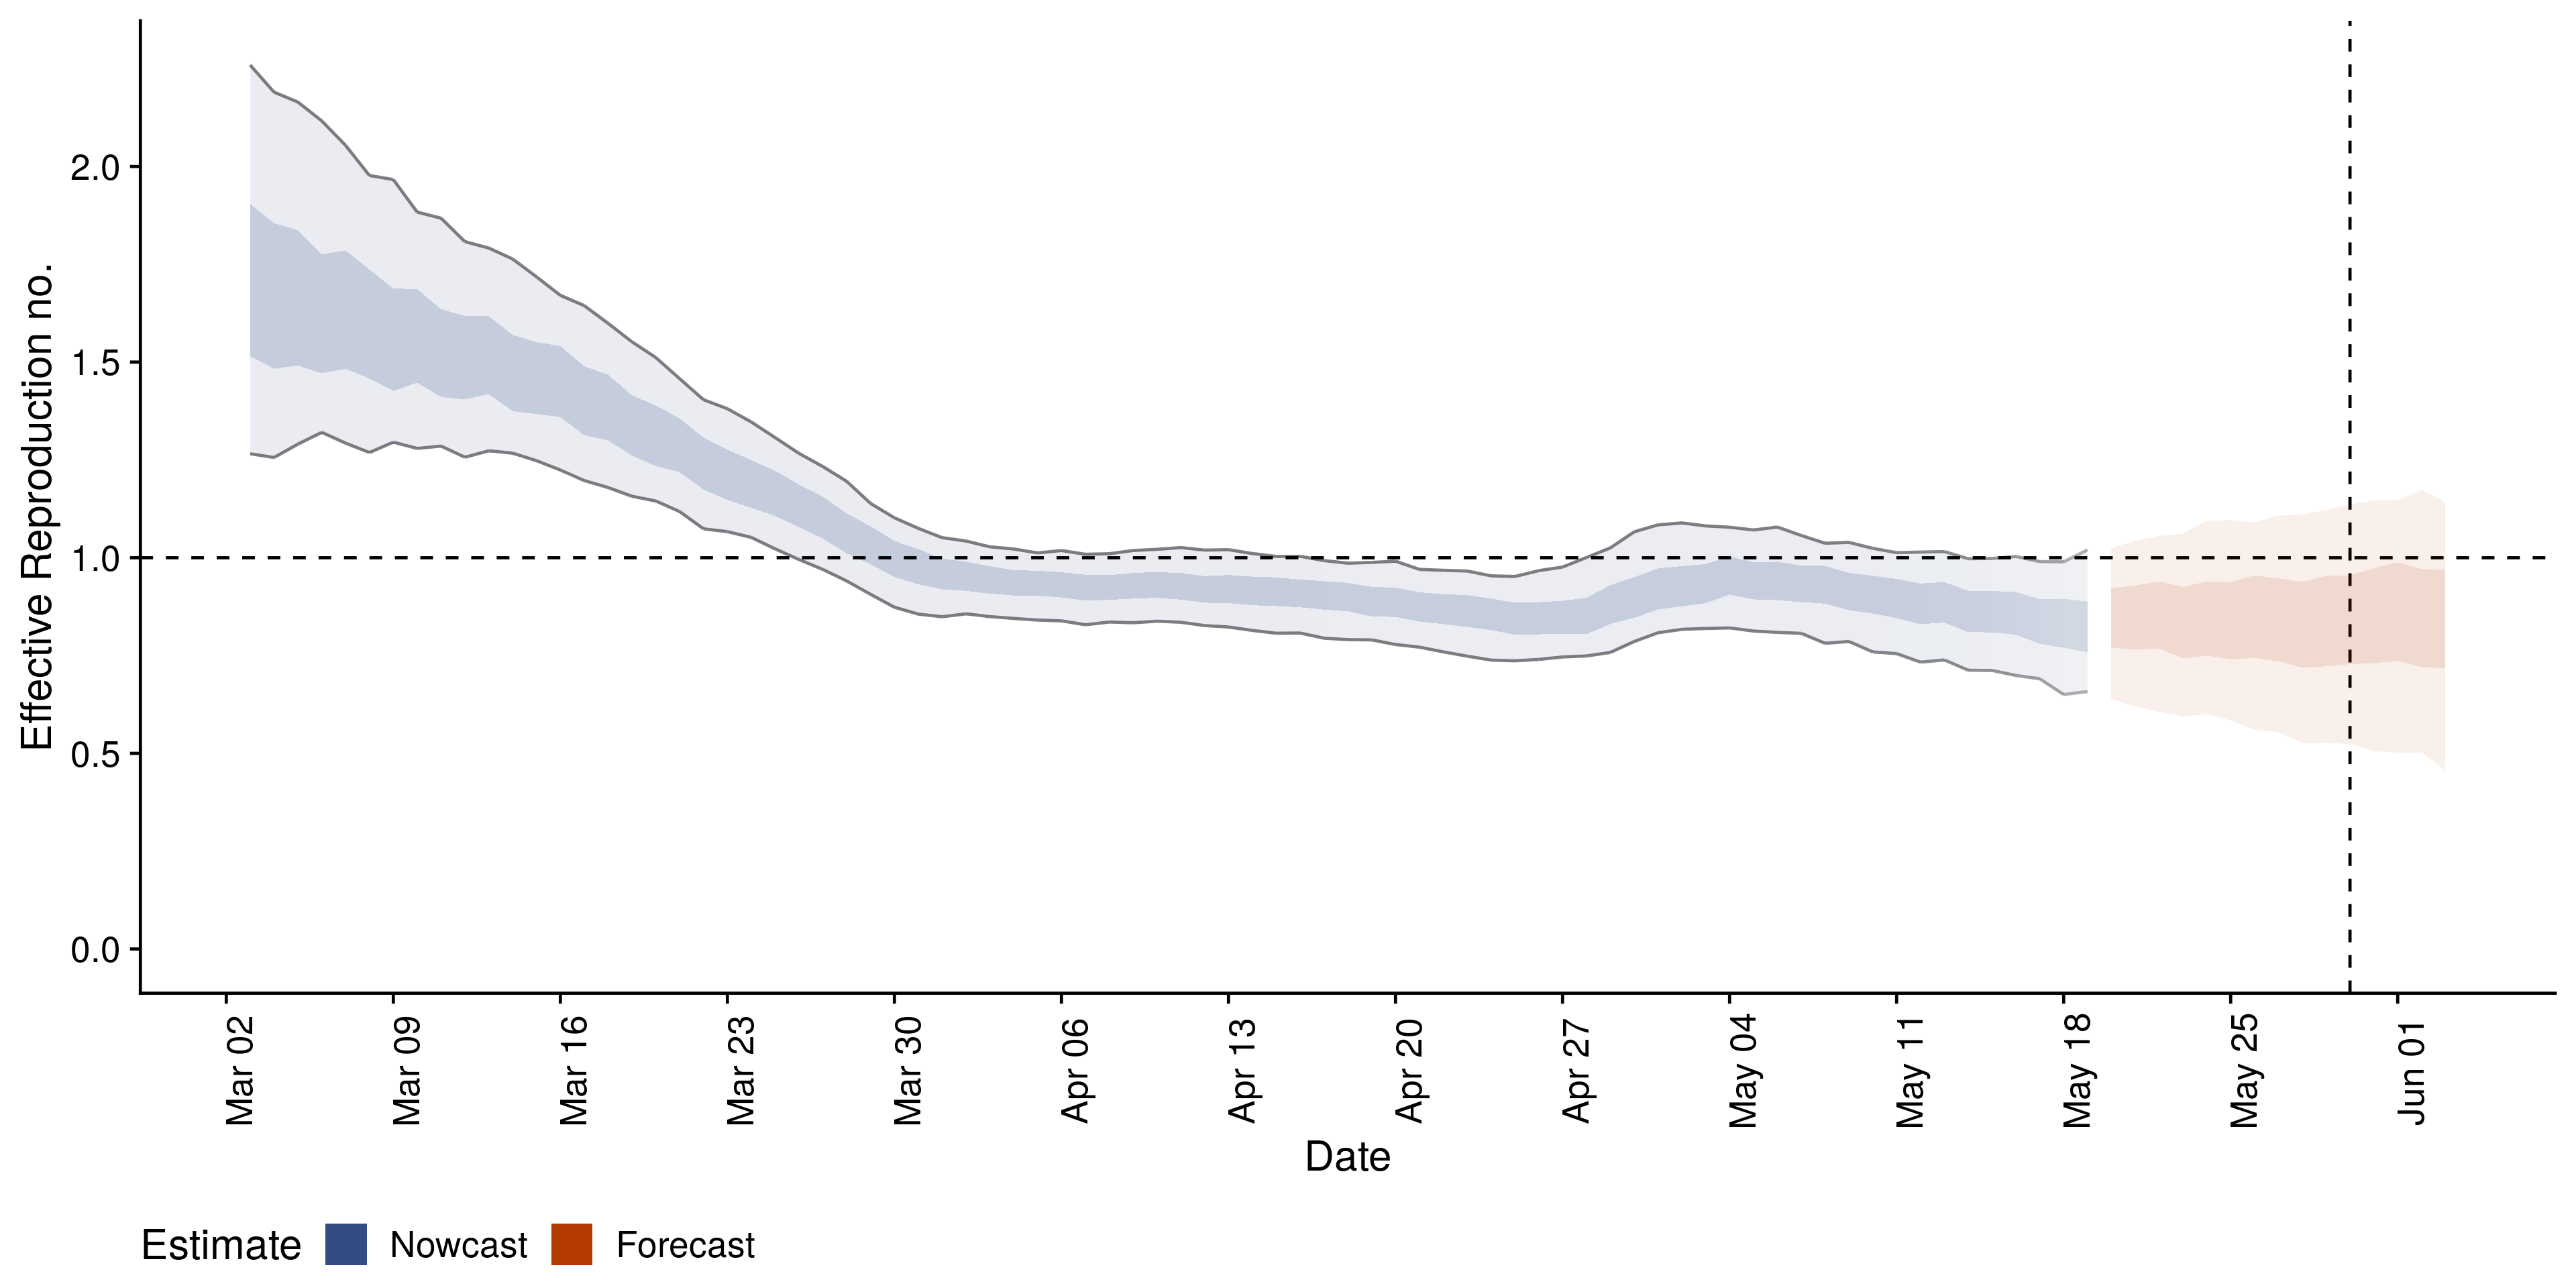 Effective Reproduction no.
2.0
1.5
1.0
0.5
0.0
Mar 02
Mar 09
Mar 16
Mar 23
Mar 30
Apr 06
Apr 13
Apr 20
Apr 27
May 04
May 11
May 18
May 25
Jun 01
Date
Estimate Nowcast Forecast